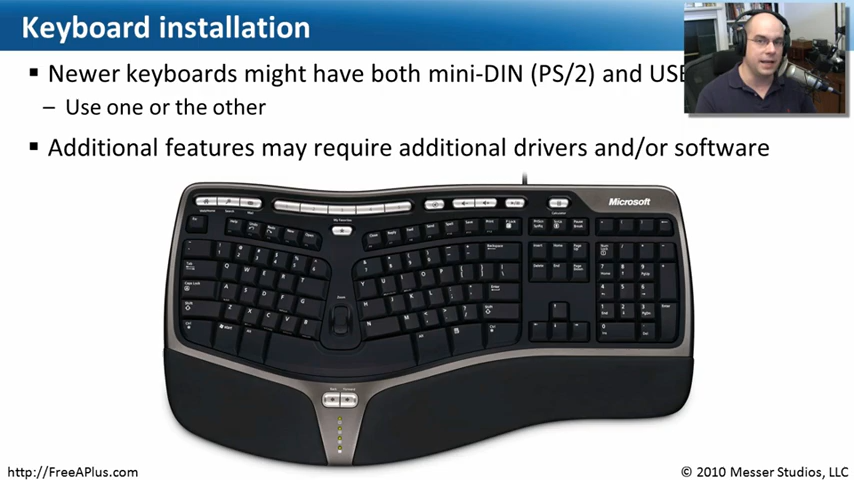 Keyboard installation
▪ Newer keyboards might have both mini-DIN (PS/2) and
– Use one or the other
▪ Additional features may require additional drivers and/or software
Microsoft
http://FreeAPlus.com
© 2010 Messer Studios, LLC